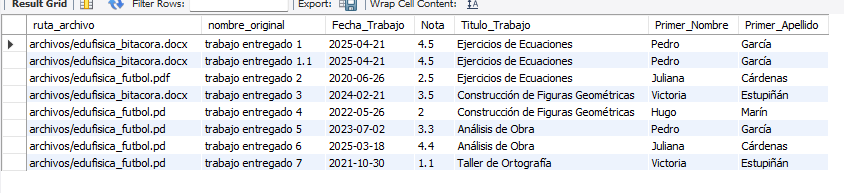 Result Grid Filter Rows: Export: Wrap Cell Content:
ruta_archivo nombre_original Fecha_Trabajo Nota Titulo_Trabajo Primer_Nombre Primer_Apellido
archivos/edufisica_bitacora.docx trabajo entregado 1 2025-04-21 4.5 Ejercicios de Ecuaciones Pedro García
archivos/edufisica_bitacora.docx trabajo entregado 1.1 2025-04-21 4.5 Ejercicios de Ecuaciones Pedro García
archivos/edufisica_futbol.pdf trabajo entregado 2 2020-06-26 2.5 Ejercicios de Ecuaciones Juliana Cárdenas
archivos/edufisica_bitacora.docx trabajo entregado 3 2024-02-21 3.5 Construcción de Figuras Geométricas Victoria Estupiñán
archivos/edufisica_futbol.pd trabajo entregado 4 2022-05-26 2 Construcción de Figuras Geométricas Hugo Marín
archivos/edufisica_futbol.pd trabajo entregado 5 2023-07-02 3.3 Análisis de Obra Pedro García
archivos/edufisica_futbol.pd trabajo entregado 6 2025-03-18 4.4 Análisis de Obra Juliana Cárdenas
archivos/edufisica_futbol.pd trabajo entregado 7 2021-10-30 1.1 Taller de Ortografía Victoria Estupiñán